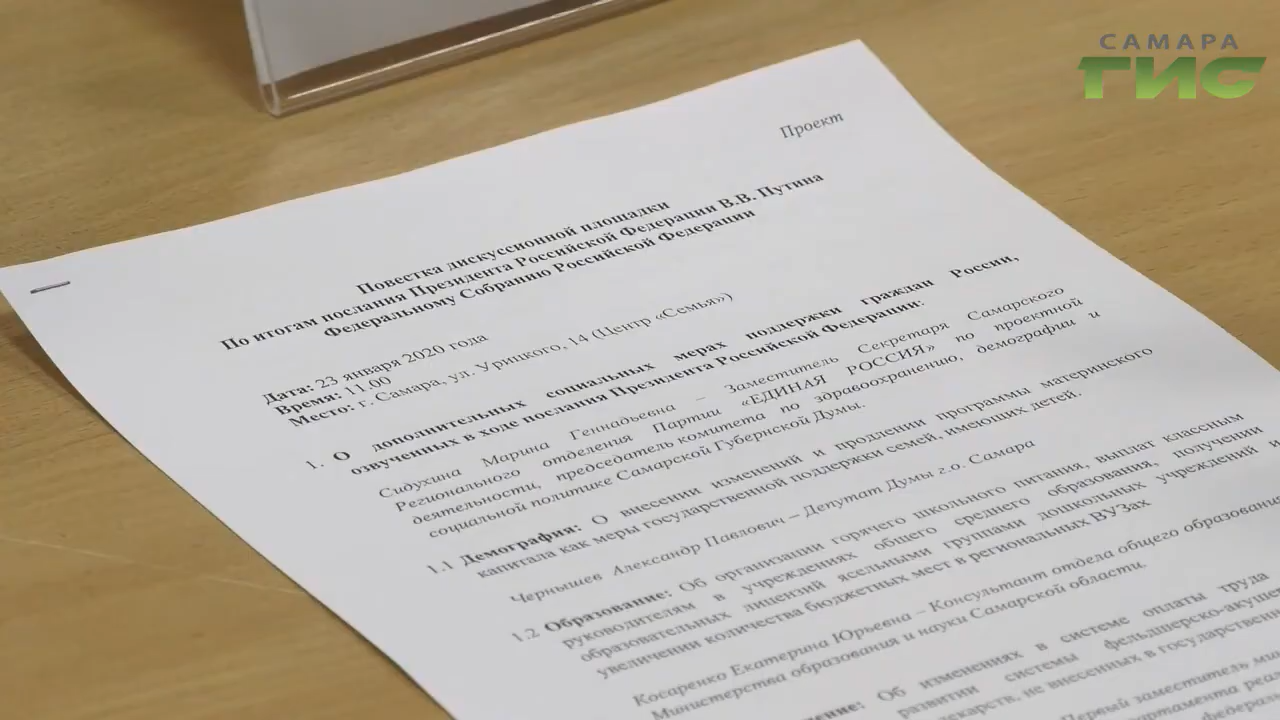 САМАРА
ГИС
Проект
Повестка дискуссионной площадки
По итогам послания Президента Российской Федерации В.В. Путина
Федеральному Собранию Российской Федерации
Дата: 23 января 2020 года
Время: 11.00
Место: г. Самара, ул. Урицкого, 14 (Центр «Семья»)
1. О дополнительных социальных мерах поддержки граждан России,
озвученных в ходе послания Президента Российской Федерации:
Сидухина Марина Геннадьевна – Заместитель Секретаря Самарского
Регионального отделения Партии «ЕДИНАЯ РОССИЯ» по проектной
деятельности, председатель комитета по здравоохранению, демографии и
социальной политике Самарской Губернской Думы.
1.1 Демография: О внесении изменений и продлении программы материнского
капитала как меры государственной поддержки семей, имеющих детей.
Чернышев Александр Павлович – Депутат Думы г.о. Самара
1.2 Образование: Об организации горячего школьного питания, выплат классным
руководителям в учреждениях общего среднего образования, получении
образовательных лицензий ясельными группами дошкольных учреждений и
увеличении количества бюджетных мест в региональных ВУЗах
Косаренко Екатерина Юрьевна – Консультант отдела общего образования
Министерства образования и науки Самарской области.
Об изменениях в системе оплаты труда
развитии системы
лекарств, не внесенных в
Первый заместитель